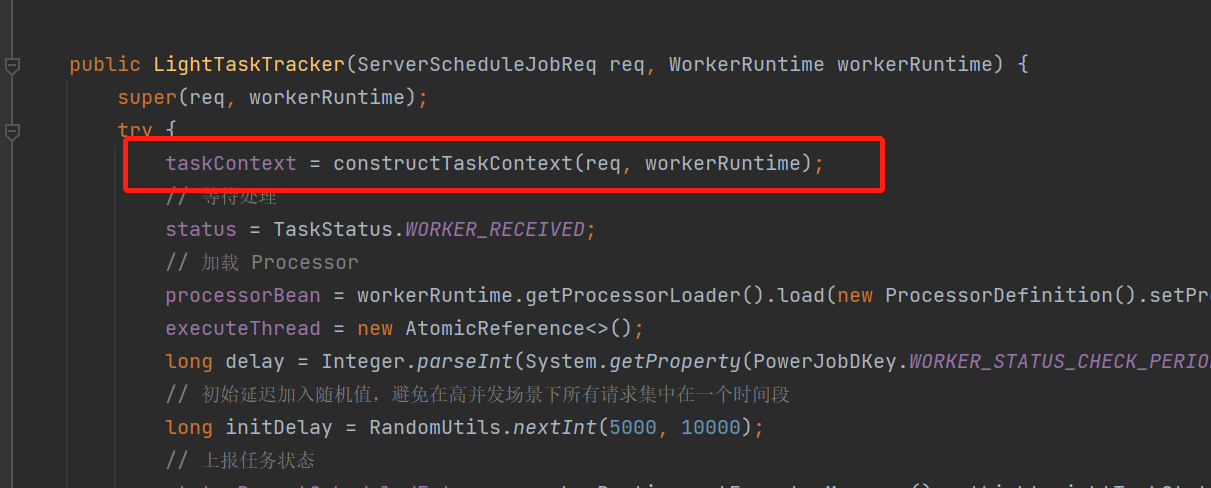 public LightTaskTracker(ServerScheduleJobReq req, WorkerRuntime workerRuntime) {
super(req, workerRuntime);
try {
taskContext = constructTaskContext(req, workerRuntime);
// 等待处理
status = TaskStatus.WORKER_RECEIVED;
// 加载 Processor
processorBean = workerRuntime.getProcessorLoader().load(new ProcessorDefinition().setPr
executeThread = new AtomicReference<>();
long delay = Integer.parseInt(System.getProperty(PowerJobDKey.WORKER_STATUS_CHECK_PERIO
// 初始延迟加入随机值，避免在高并发场景下所有请求集中在一个时间段
long initDelay = RandomUtils.nextInt(5000, 10000);
// 上报任务状态